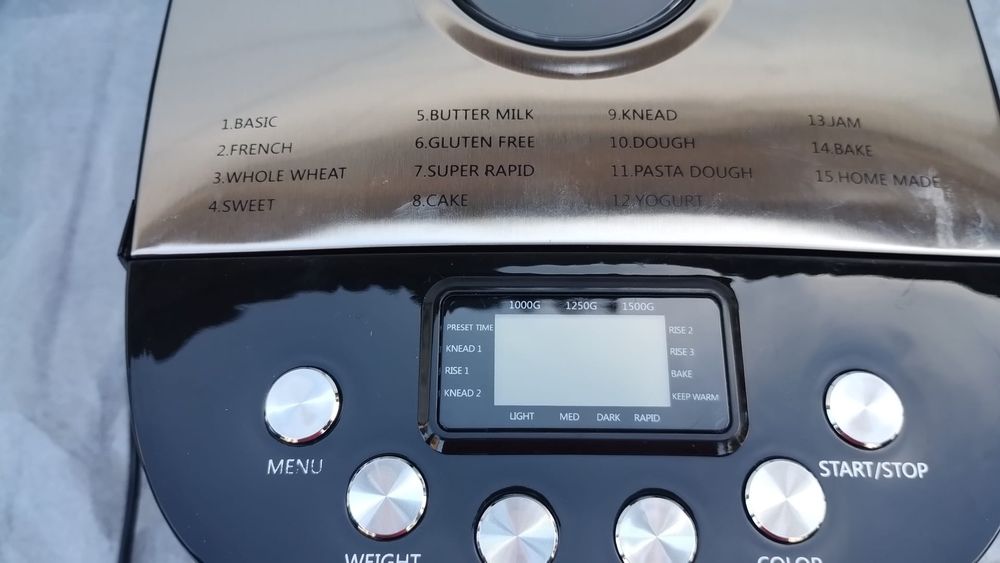 1.BASIC
2.FRENCH
3.WHOLE WHEAT
4.SWEET
5.BUTTER MILK
6.GLUTEN FREE
7.SUPER RAPID
8.CAKE
9.KNEAD
10.DOUGH
11.PASTA DOUGH
12.YOGURT
13.JAM
14.BAKE
15.HOME MADE
1000G 1250G 1500G
PRESET TIME
KNEAD 1
RISE 1
KNEAD 2
RISE 2
RISE 3
BAKE
KEEP WARM
LIGHT MED DARK RAPID
MENU
START/STOP
WEIGHT
COLOR